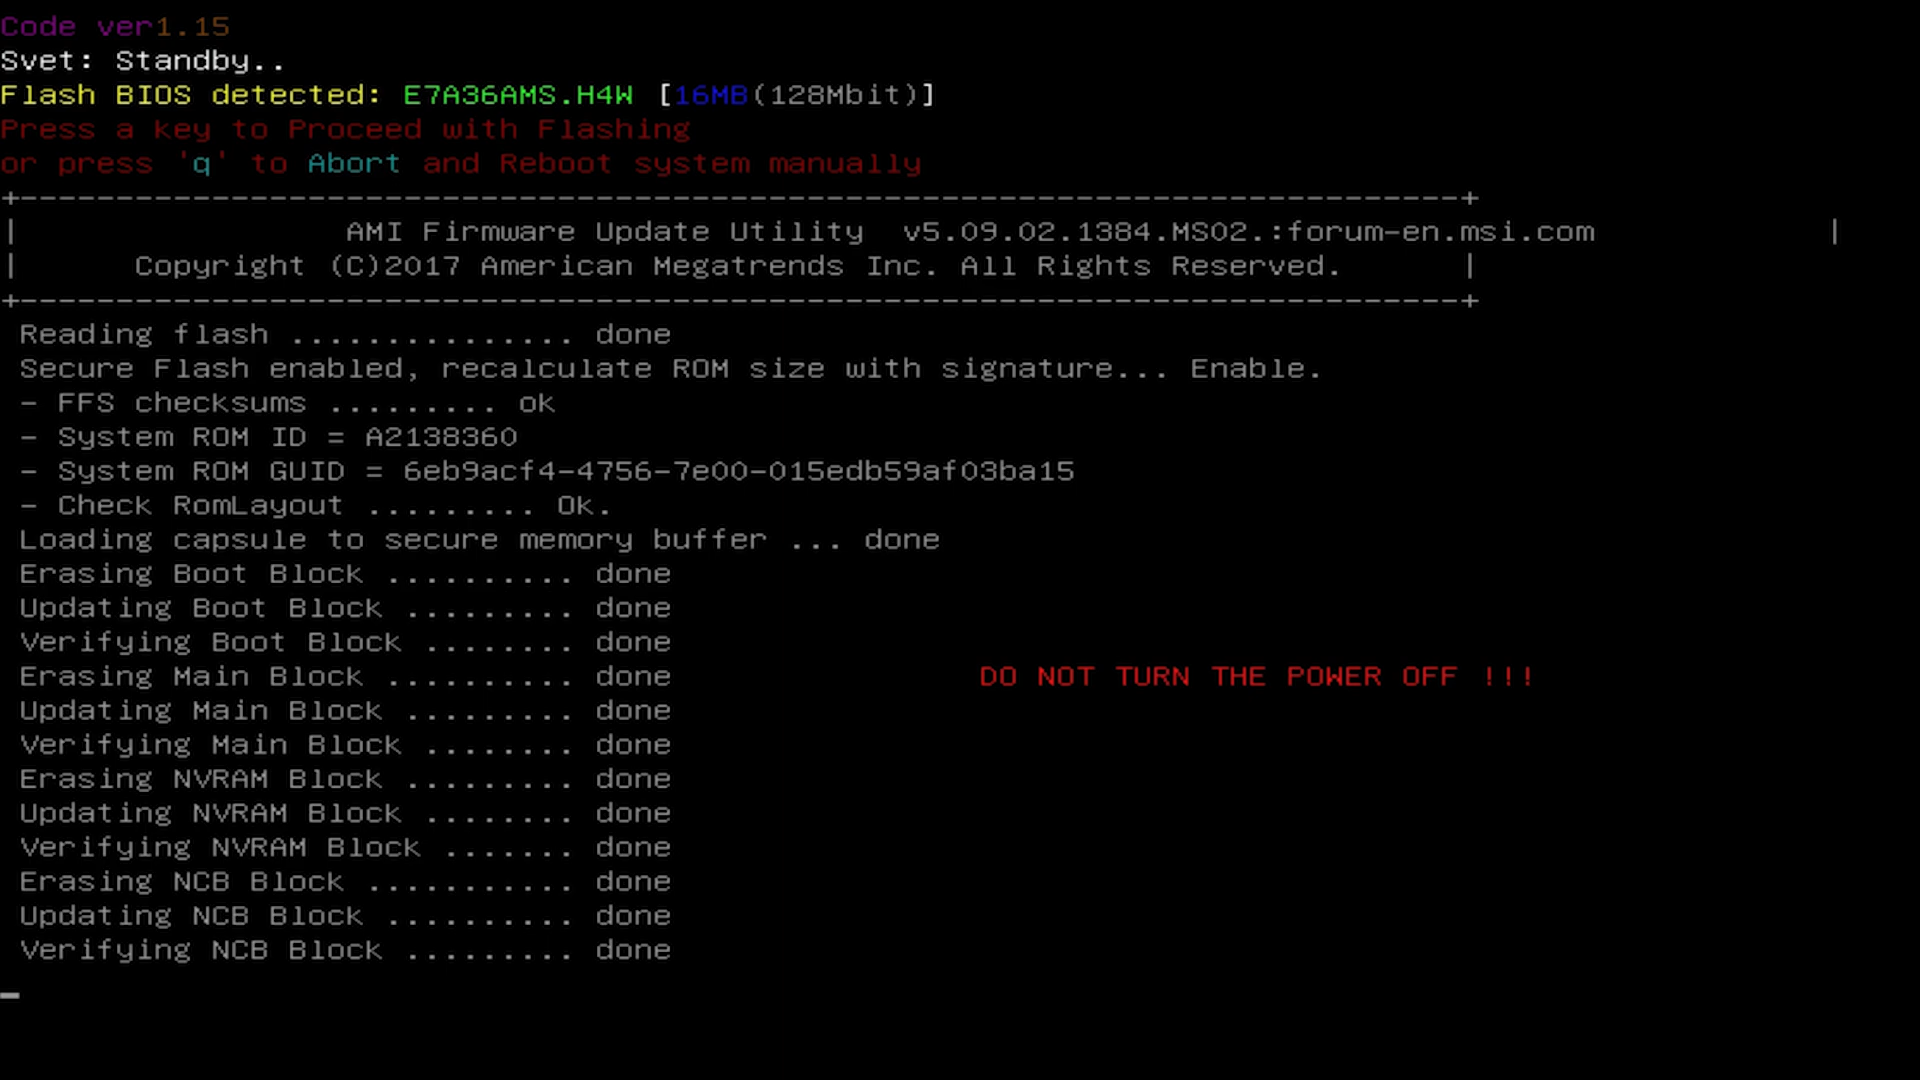 Code ver1.15
Svet: Standby..
Flash BIOS detected: E7A36AMS.H4W [16MB(128Mbit)]
Press a key to Proceed with Flashing
or press 'q' to Abort and Reboot system manually
+---------------------------------------------------------------------------+
| AMI Firmware Update Utility v5.09.02.1384.MS02.:forum-en.msi.com |
| Copyright (C)2017 American Megatrends Inc. All Rights Reserved. |
+---------------------------------------------------------------------------+
Reading flash ............... done
Secure Flash enabled, recalculate ROM size with signature... Enable.
- FFS checksums ......... ok
- System ROM ID = A2138360
- System ROM GUID = 6eb9acf4-4756-7e00-015edb59af03ba15
- Check RomLayout ......... Ok.
Loading capsule to secure memory buffer ... done
Erasing Boot Block .......... done
Updating Boot Block ......... done
Verifying Boot Block ........ done
Erasing Main Block .......... done DO NOT TURN THE POWER OFF !!!
Updating Main Block ......... done
Verifying Main Block ........ done
Erasing NVRAM Block ......... done
Updating NVRAM Block ........ done
Verifying NVRAM Block ....... done
Erasing NCB Block ........... done
Updating NCB Block .......... done
Verifying NCB Block ......... done